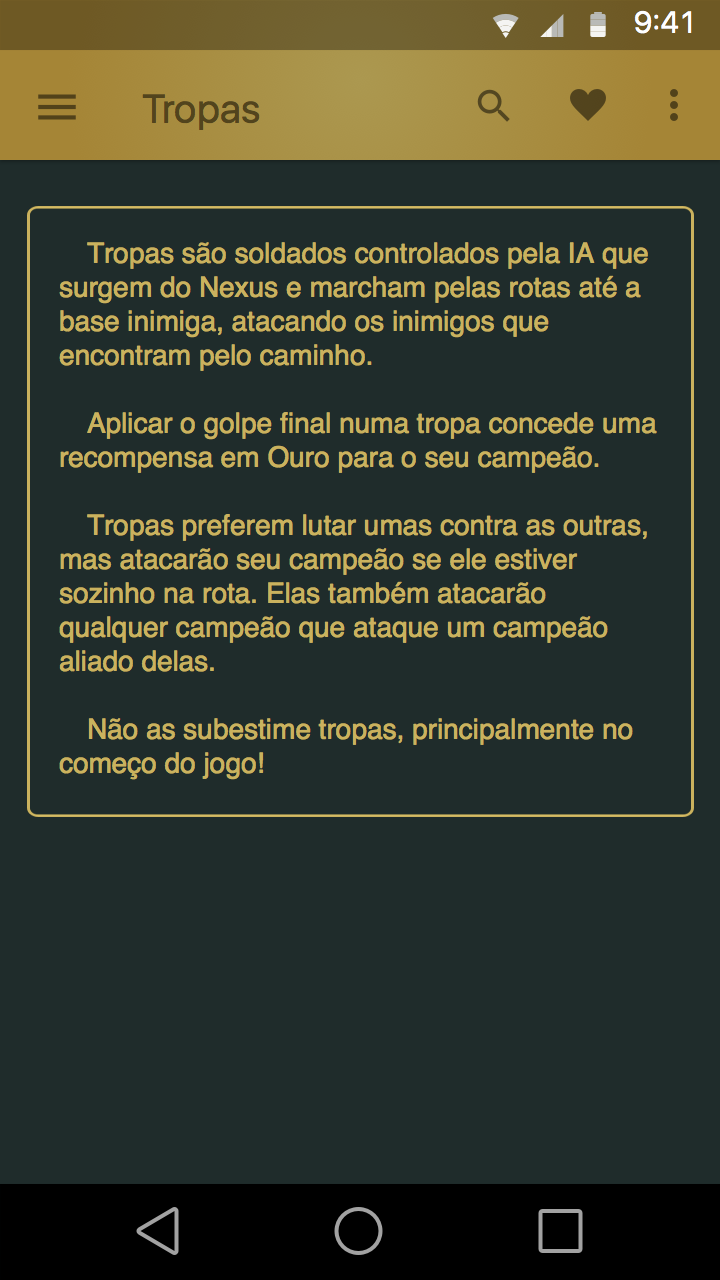 9:41
Tropas
Tropas são soldados controlados pela IA que
surgem do Nexus e marcham pelas rotas até a
base inimiga, atacando os inimigos que
encontram pelo caminho.
Aplicar o golpe final numa tropa concede uma
recompensa em Ouro para o seu campeão.
Tropas preferem lutar umas contra as outras,
mas atacarão seu campeão se ele estiver
sozinho na rota. Elas também atacarão
qualquer campeão que ataque um campeão
aliado delas.
Não as subestime tropas, principalmente no
começo do jogo!